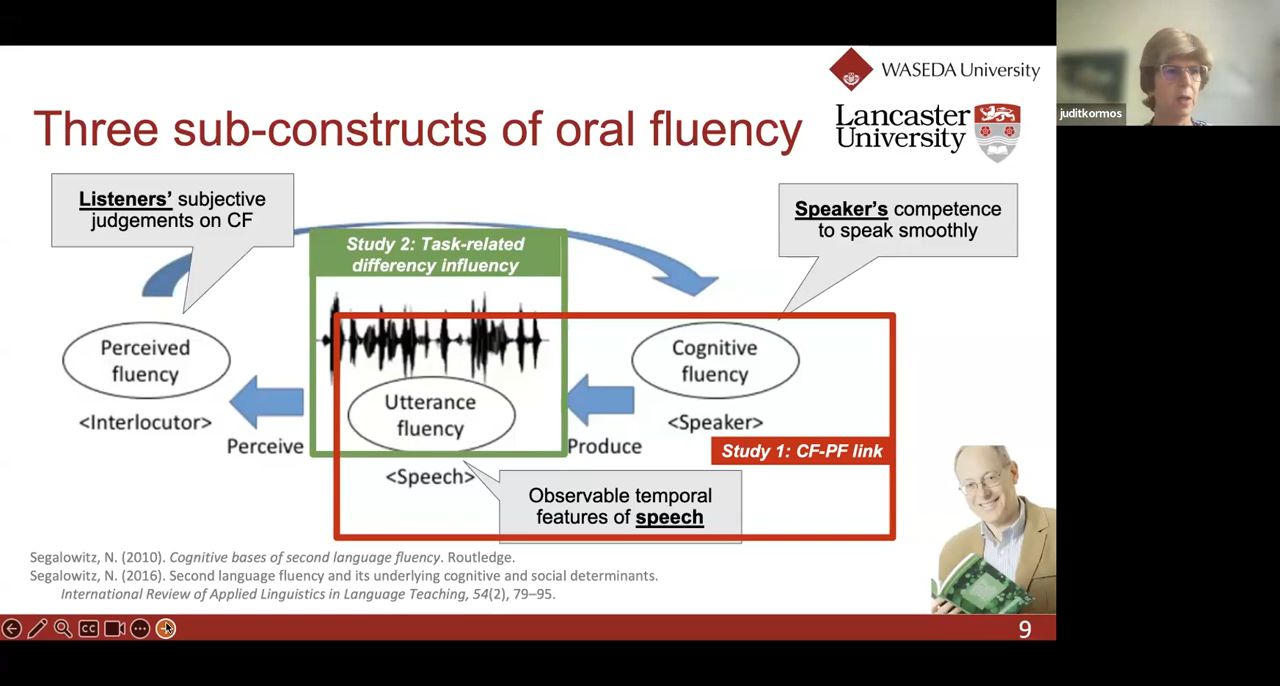 WASEDA University
Lancaster
University
Three sub-constructs of oral fluency
Listeners' subjective
judgements on CF
Speaker's competence
to speak smoothly
Study 2: Task-related
differency influency
Perceived
fluency
<Interlocutor>
Perceive
Utterance
fluency
<Speech>
Produce
Cognitive
fluency
<Speaker>
Study 1: CF-PF link
Observable temporal
features of speech
Segalowitz, N. (2010). Cognitive bases of second language fluency. Routledge.
Segalowitz, N. (2016). Second language fluency and its underlying cognitive and social determinants.
International Review of Applied Linguistics in Language Teaching, 54(2), 79–95.
CC
9
juditkormos